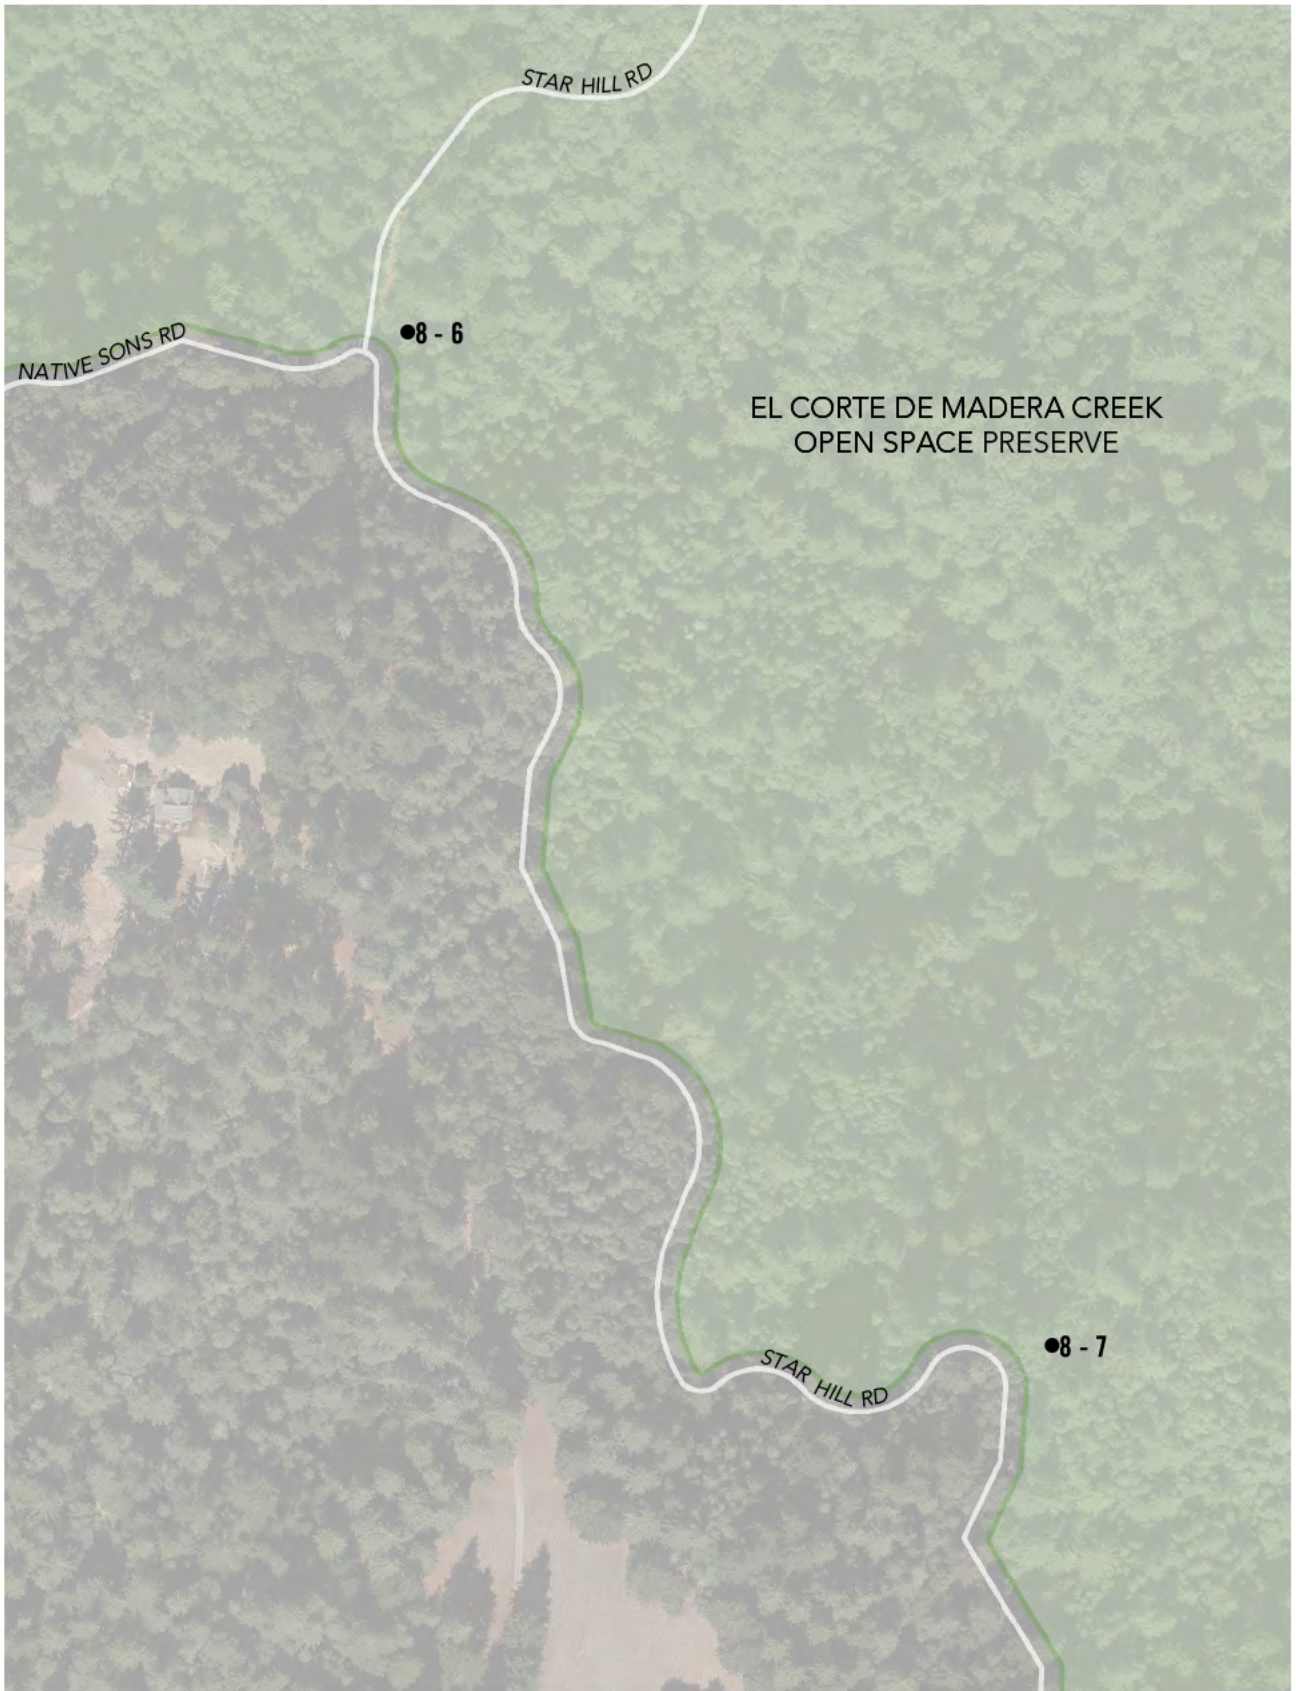 STAR HILL RD
8 - 6
NATIVE SONS RD
EL CORTE DE MADERA CREEK
OPEN SPACE PRESERVE
8 - 7
STAR HILL RD